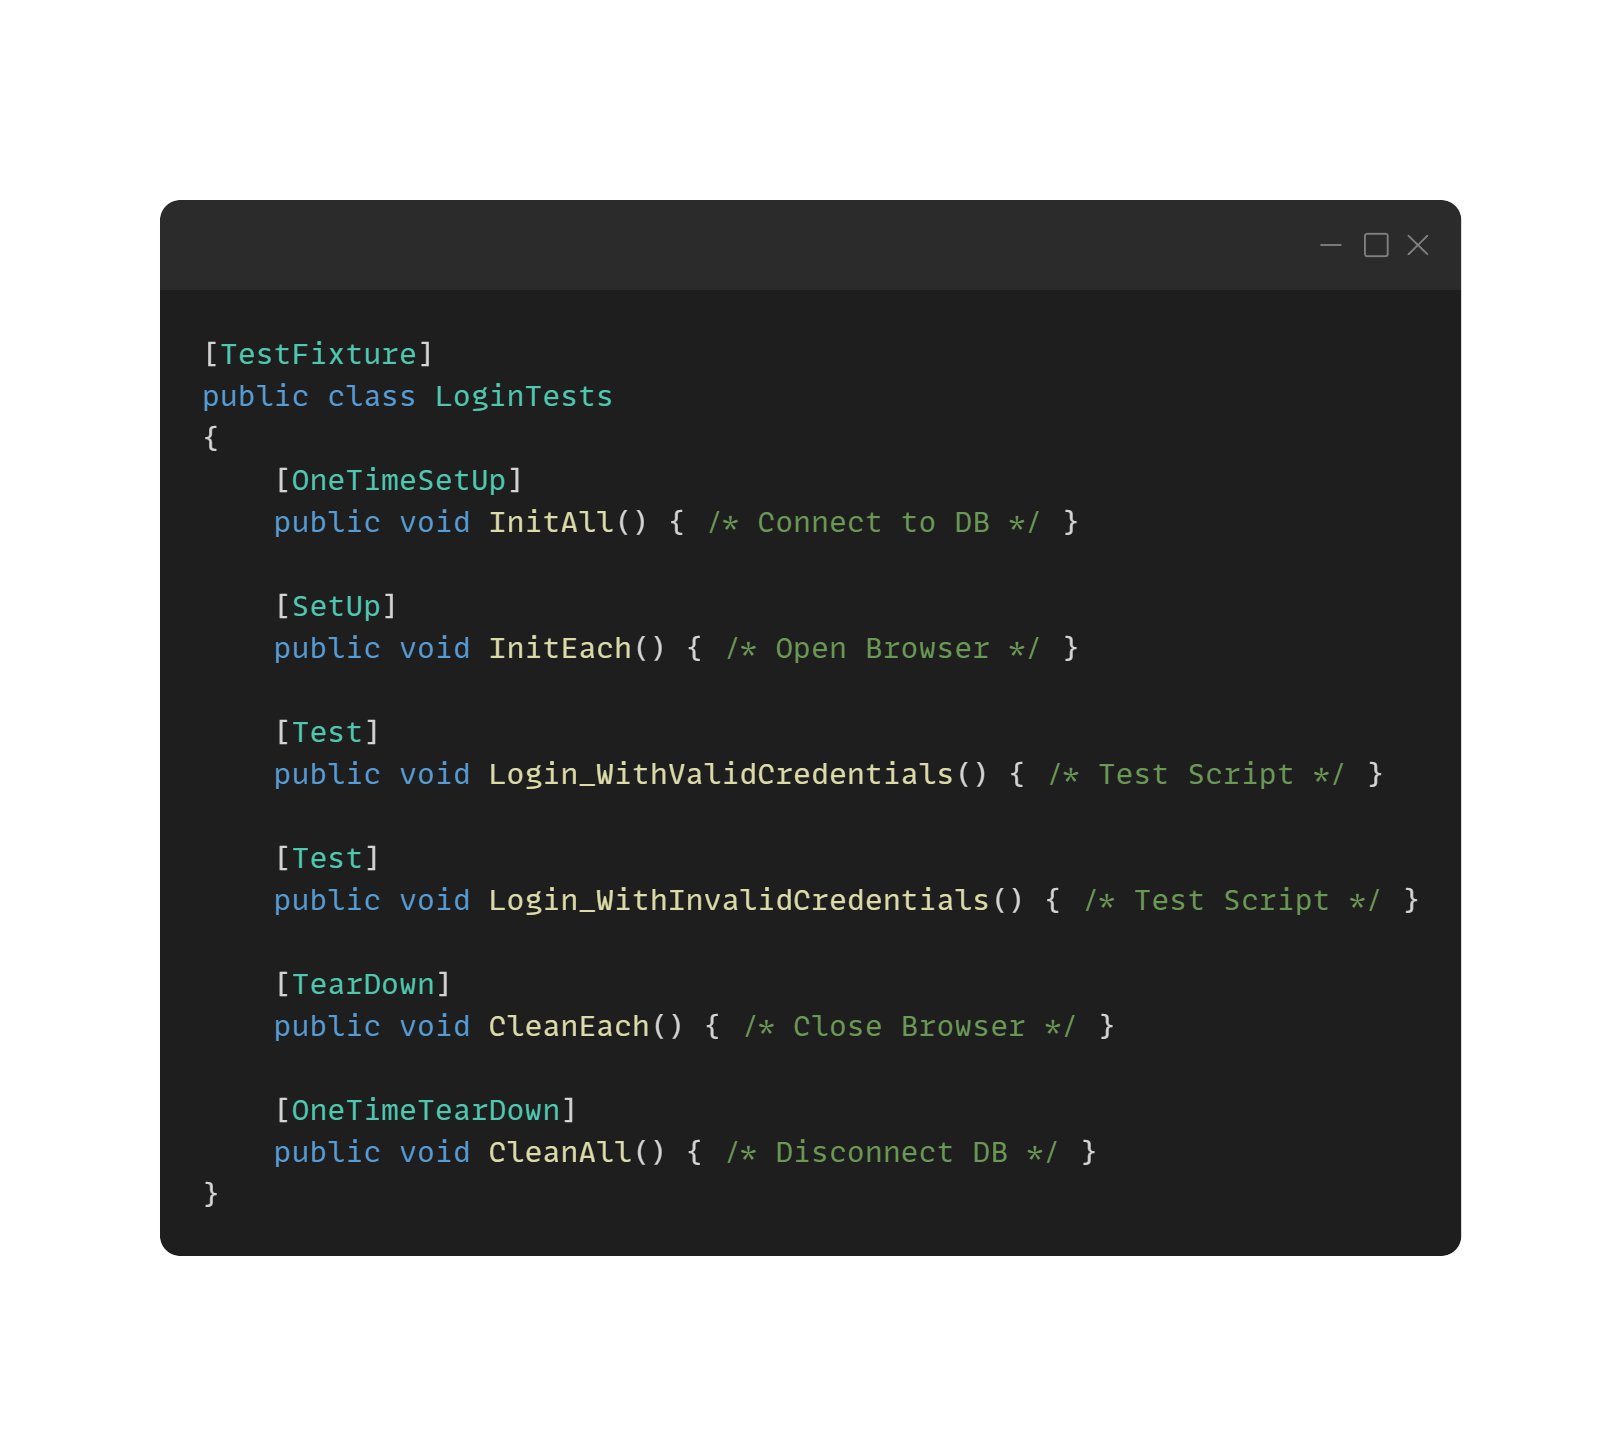 [TestFixture]
public class LoginTests
{
    [OneTimeSetUp]
    public void InitAll() { /* Connect to DB */ }

    [SetUp]
    public void InitEach() { /* Open Browser */ }

    [Test]
    public void Login_WithValidCredentials() { /* Test Script */ }

    [Test]
    public void Login_WithInvalidCredentials() { /* Test Script */ }

    [TearDown]
    public void CleanEach() { /* Close Browser */ }

    [OneTimeTearDown]
    public void CleanAll() { /* Disconnect DB */ }
}